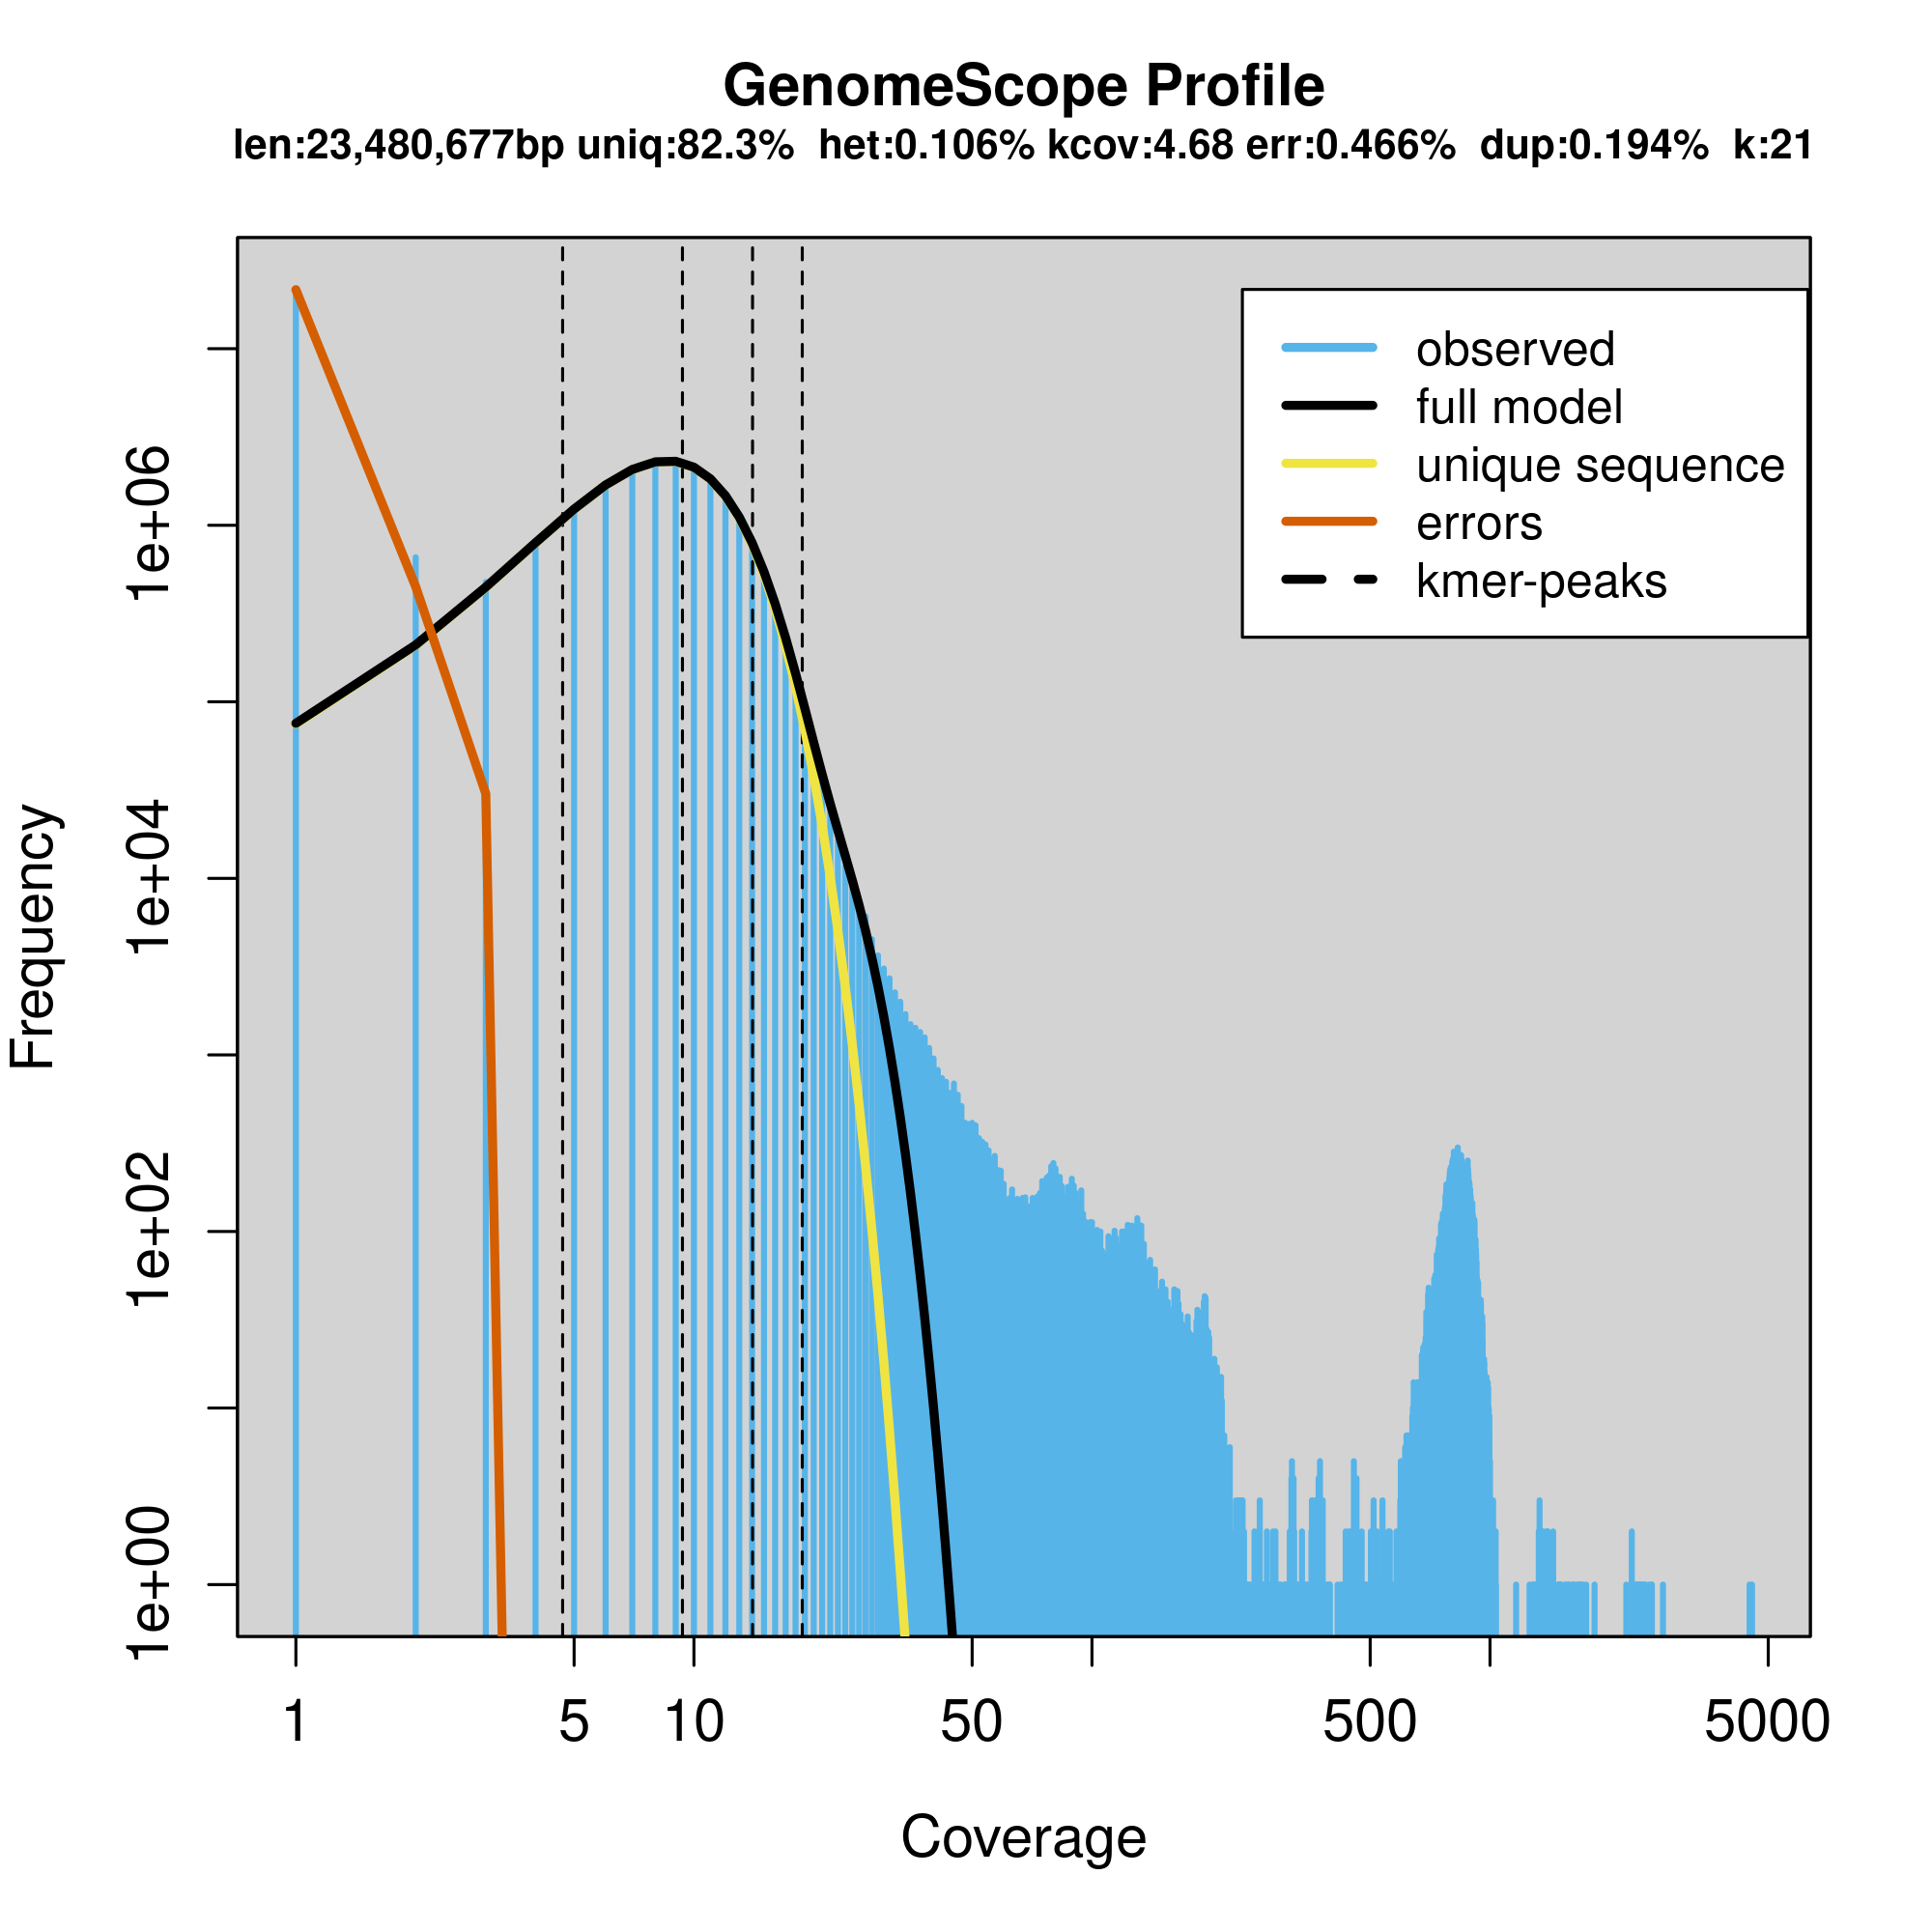 GenomeScope Profile
len:23,480,677bp uniq:82.3% het:0.106% kcov:4.68 err:0.466% dup:0.194% k:21
observed
full model
unique sequence
errors
kmer-peaks
Frequency
1e+06
1e+04
1e+02
1e+00
1 5 10 50 500 5000
Coverage